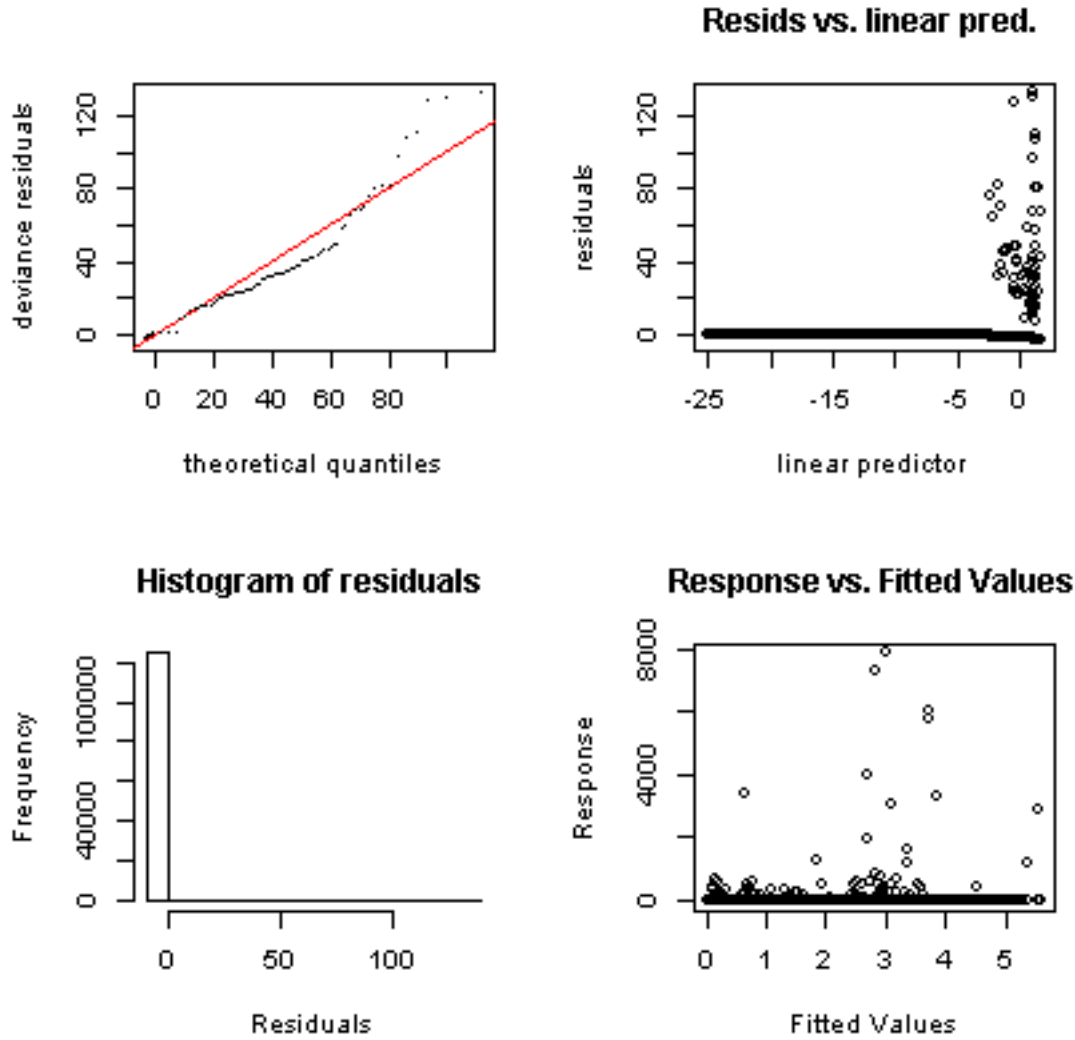 Resids vs. linear pred.
deviance residuals
0 40 80 120
0 20 40 60 80
theoretical quantiles
residuals
0 40 80 120
-25 -15 -5 0
linear predictor
Histogram of residuals
Frequency
0 40000 100000
0 50 100
Residuals
Response vs. Fitted Values
Response
0 4000 8000
0 1 2 3 4 5
Fitted Values